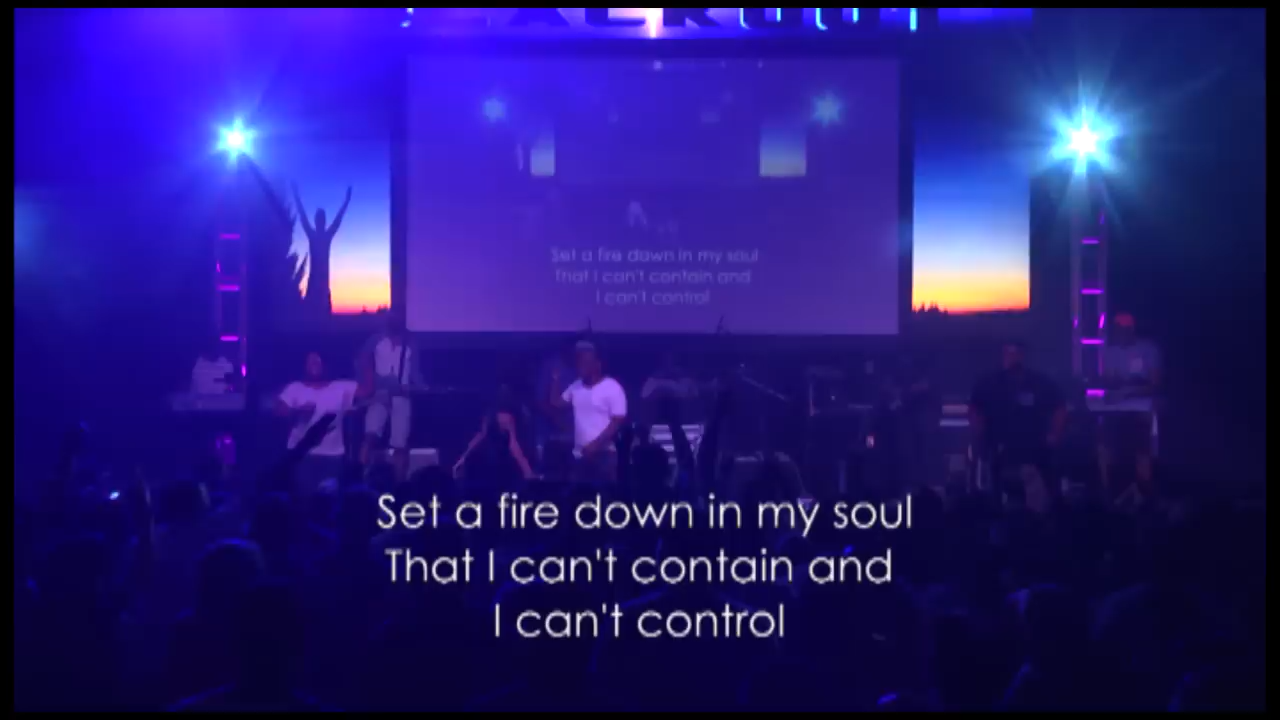 Set a fire down in my soul
That I can't contain and
I can't control
Set a fire down in my soul
That I can't contain and
I can't control